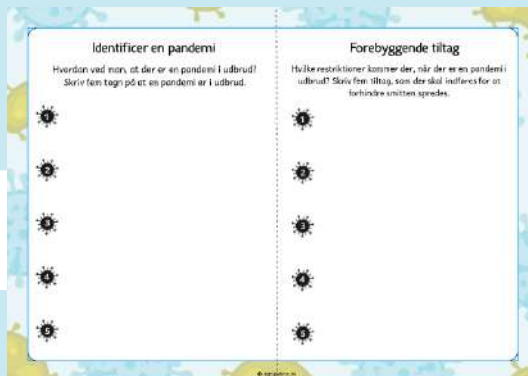 Identificer en pandemi
Hvordan ved man, at der er en pandemi i udbrud?
Skriv fem tegn på at en pandemi er i udbrud.
1
2
3
4
5
Forebyggende tiltag
Hvilke restriktioner kommer der, når der er en pandemi i
udbrud? Skriv fem tiltag, som der skal indføres for at
forhindre smitten spredes.
1
2
3
4
5